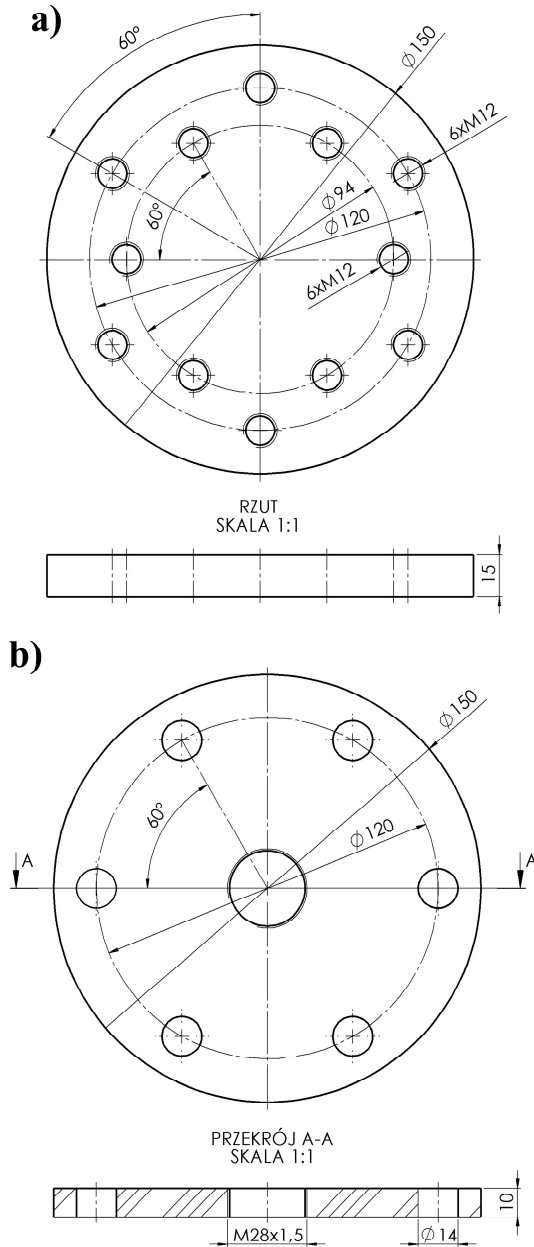 a)
60°
Ø150
6xM12
60°
Ø94
Ø120
6xM12
RZUT
SKALA 1:1
15
b)
Ø150
60°
Ø120
A
A
PRZEKRÓJ A-A
SKALA 1:1
10
M28x1,5
Ø14